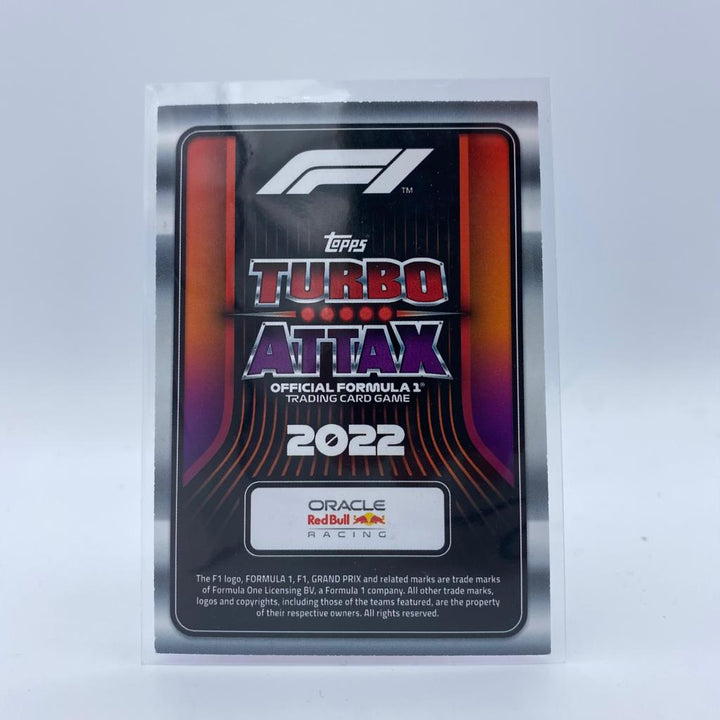 F1
TM
Topps
TURBO
ATTAX
OFFICIAL FORMULA 1®
TRADING CARD GAME
2022
ORACLE
Red Bull
RACING
The F1 logo, FORMULA 1, F1, GRAND PRIX and related marks are trade marks
of Formula One Licensing BV, a Formula 1 company. All other trade marks,
logos and copyrights, including those of the teams featured, are the property
of their respective owners. All rights reserved.